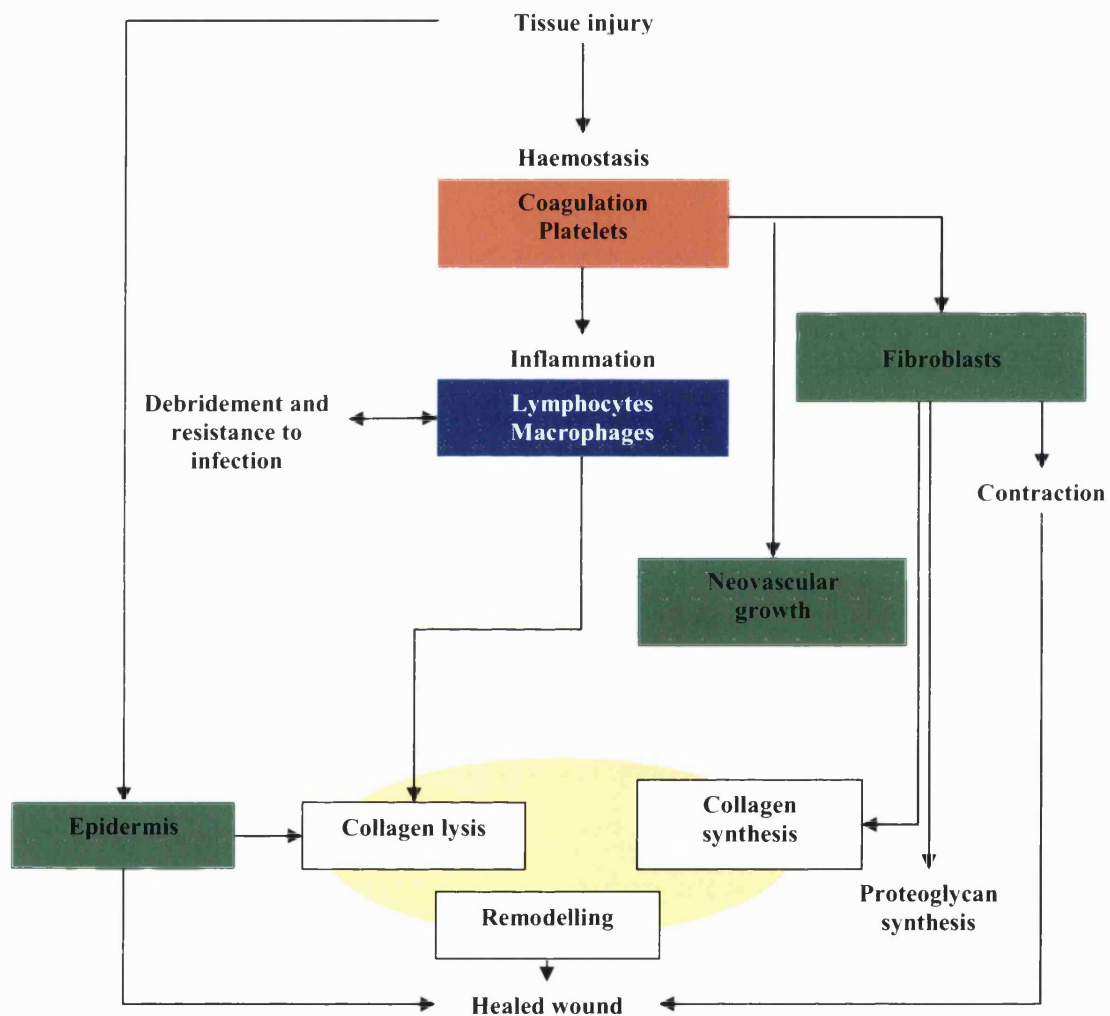 Tissue injury
Haemostasis
Coagulation
Platelets
Inflammation
Fibroblasts
Debridement and
resistance to
infection
Lymphocytes
Macrophages
Contraction
Neovascular
growth
Epidermis
Collagen lysis
Collagen
synthesis
Proteoglycan
synthesis
Remodelling
Healed wound